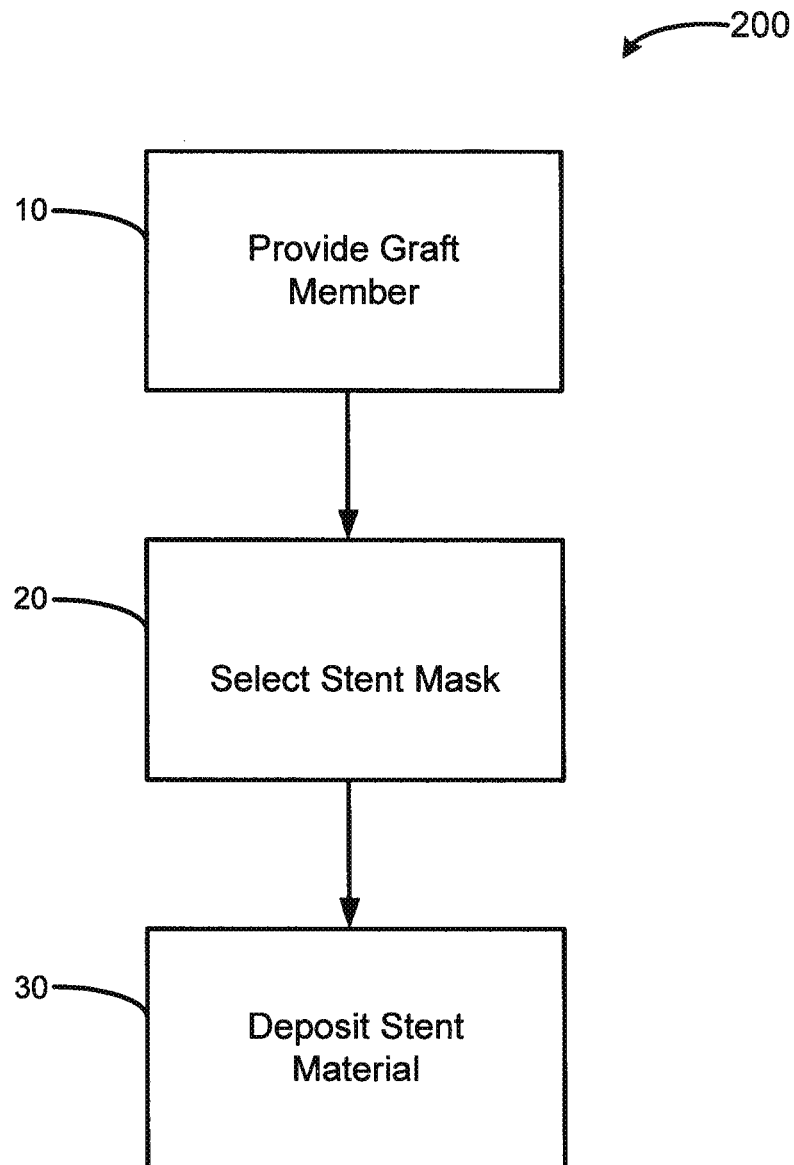 200
10
Provide Graft
Member
20
Select Stent Mask
30
Deposit Stent
Material